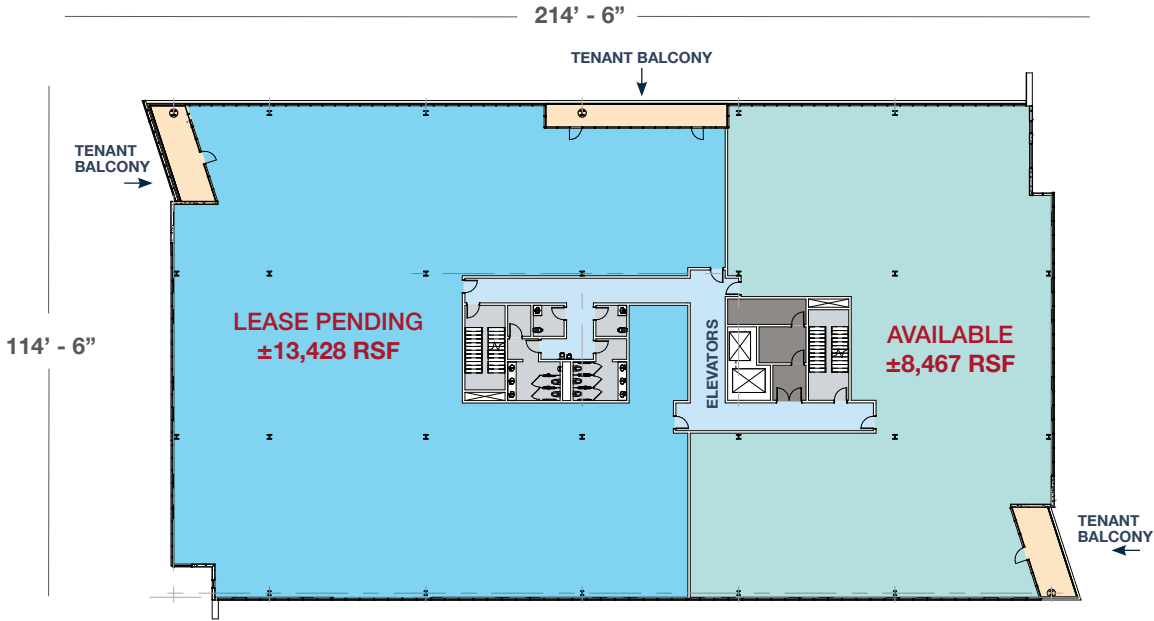 214’ - 6”
TENANT BALCONY
TENANT
BALCONY
114’ - 6”
LEASE PENDING
±13,428 RSF
ELEVATORS
AVAILABLE
±8,467 RSF
TENANT
BALCONY